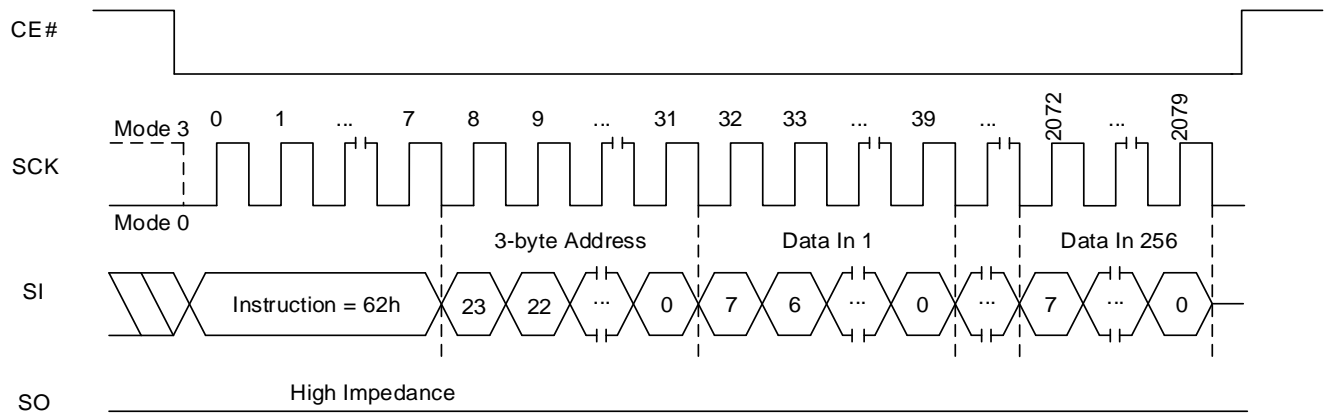 CE#
0 1 ... 7 8 9 ... 31 32 33 ... 39 ... 2072 ... 2079
Mode 3
SCK
Mode 0
3-byte Address Data In 1 Data In 256
SI Instruction = 62h 23 22 ... 0 7 6 ... 0 ... 7 ... 0
High Impedance
SO